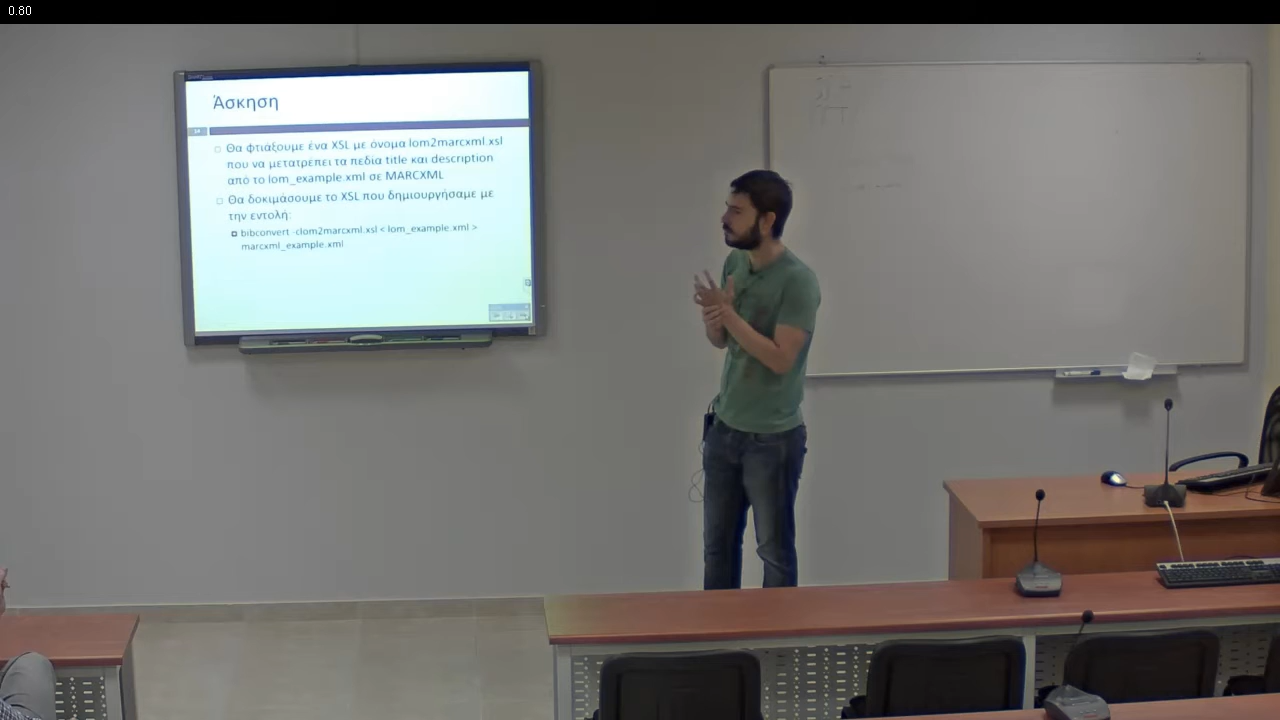 0.80
Άσκηση
14
Θα φτιάξουμε ένα XSL με όνομα lom2marcxml.xsl
που να μετατρέπει τα πεδία title και description
από το lom_example.xml σε MARCXML
Θα δοκιμάσουμε το XSL που δημιουργήσαμε με
την εντολή:
bibconvert -clom2marcxml.xsl < lom_example.xml >
marcxml_example.xml